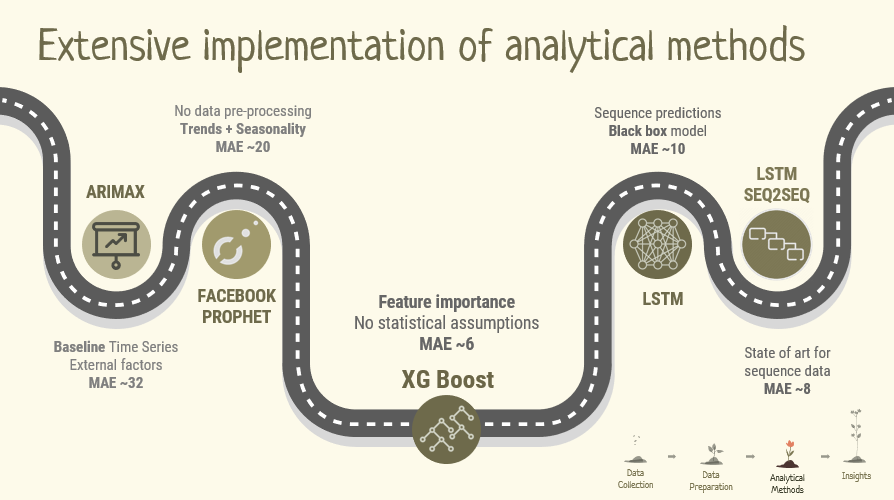 Extensive implementation of analytical methods
No data pre-processing
Trends + Seasonality
MAE ~20
Sequence predictions
Black box model
MAE ~10
ARIMAX
LSTM
SEQ2SEQ
FACEBOOK
PROPHET
LSTM
Feature importance
No statistical assumptions
MAE ~6
XG Boost
Baseline Time Series
External factors
MAE ~32
State of art for
sequence data
MAE ~8
Data
Collection
Data
Preparation
Analytical
Methods
Insights